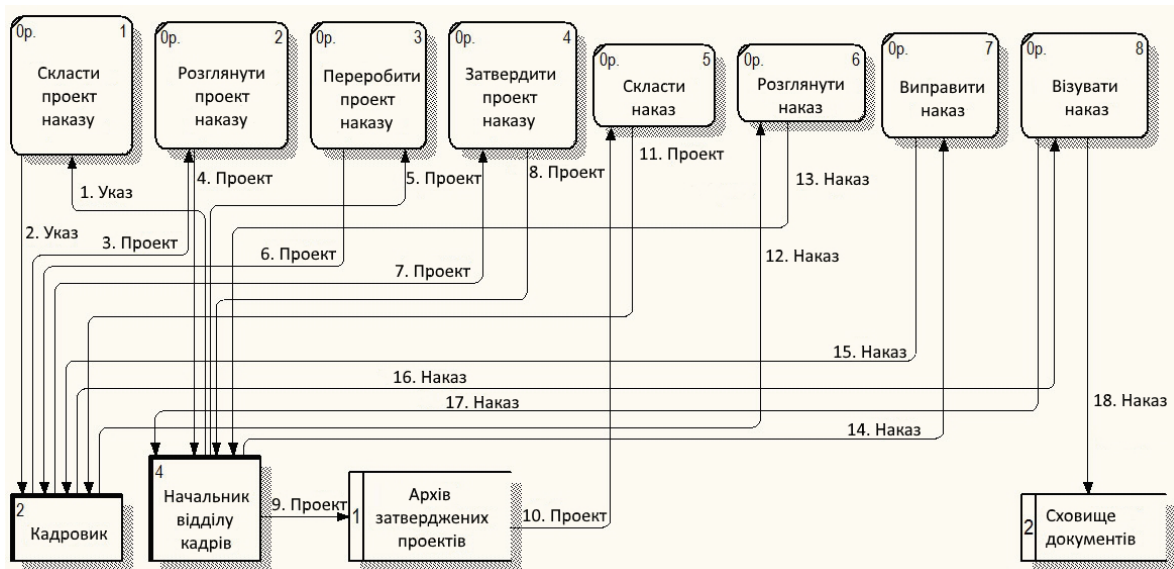 0р. 1
Скласти
проект
наказу
0р. 2
Розглянути
проект
наказу
0р. 3
Переробити
проект
наказу
0р. 4
Затвердити
проект
наказу
0р. 5
Скласти
наказ
0р. 6
Розглянути
наказ
0р. 7
Виправити
наказ
0р. 8
Візувати
наказ
1. Указ
2. Указ
3. Проект
4. Проект
5. Проект
6. Проект
7. Проект
8. Проект
11. Проект
13. Наказ
12. Наказ
15. Наказ
16. Наказ
17. Наказ
14. Наказ
18. Наказ
2
Кадровик
4
Начальник
відділу
кадрів
9. Проект
1
Архів
затверджених
проектів
10. Проект
2
Сховище
документів